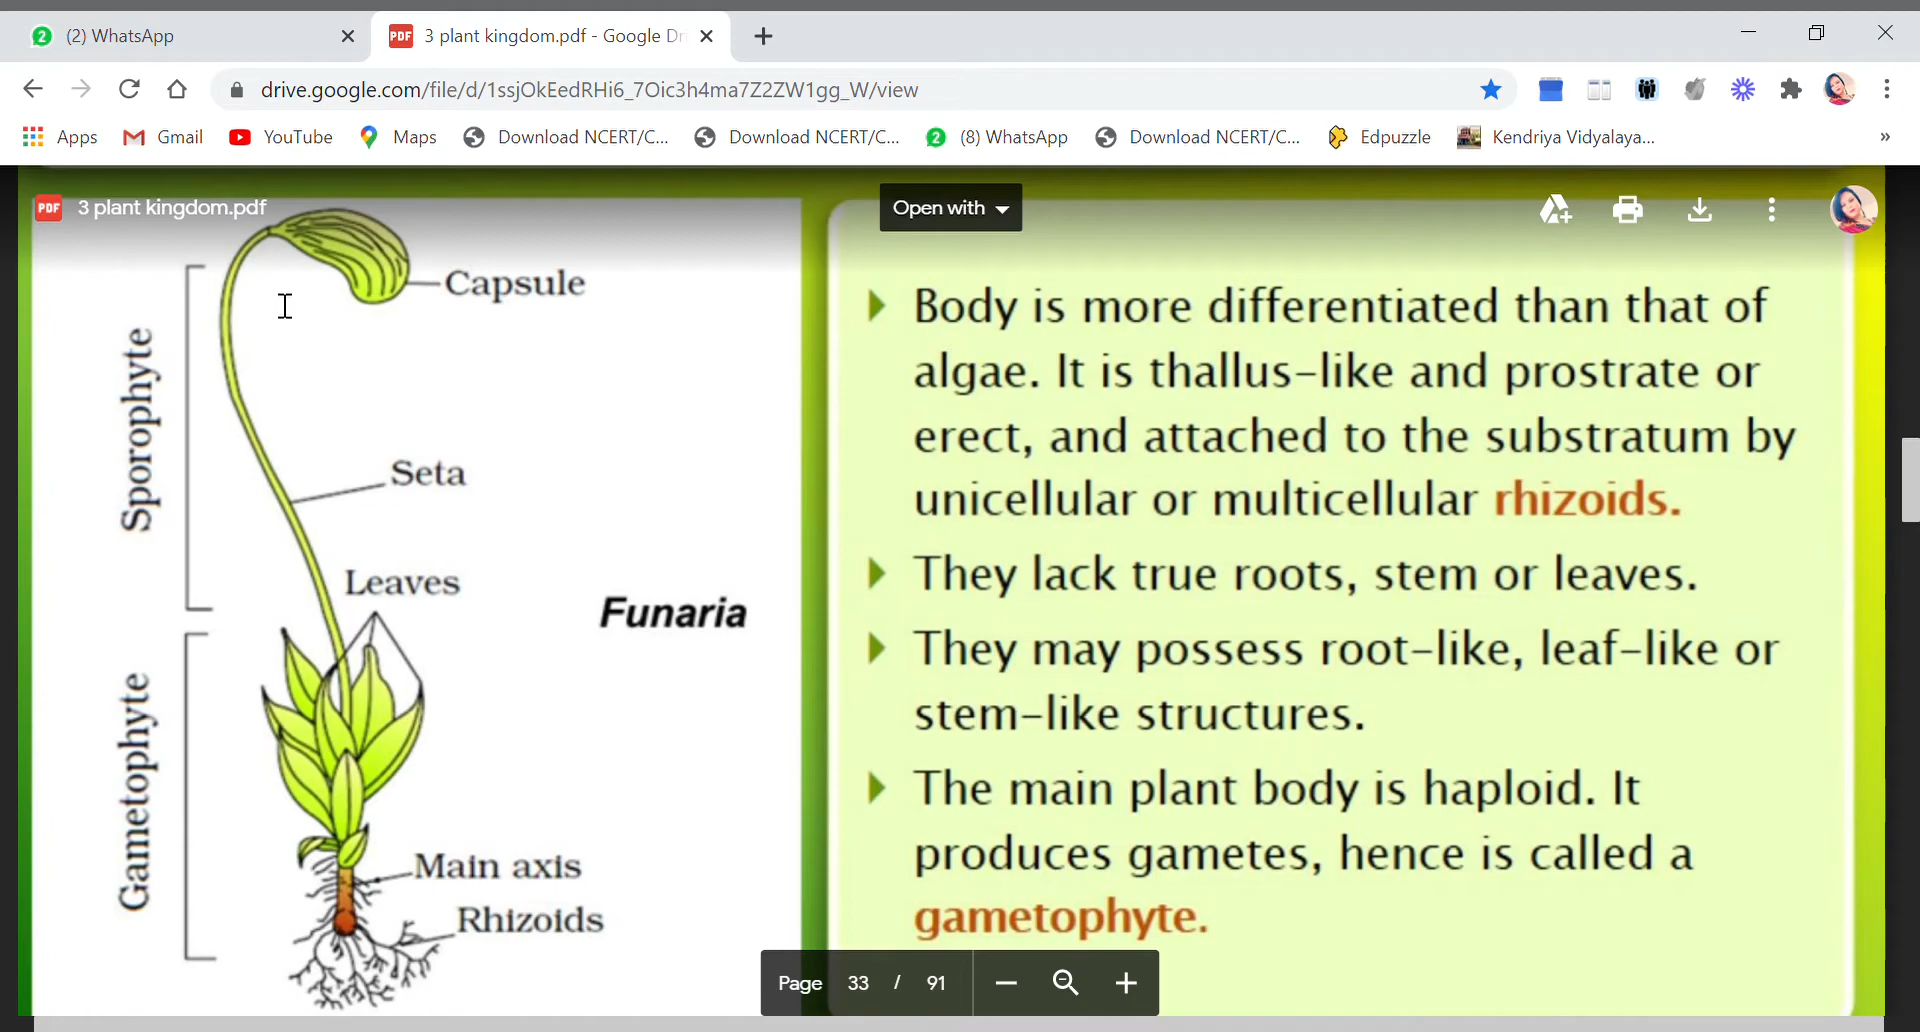 2 (2) WhatsApp
PDF 3 plant kingdom.pdf - Google Dr
drive.google.com/file/d/1ssjOkEedRHi6_7Oic3h4ma7Z2ZW1gg_W/view
Apps Gmail YouTube Maps Download NCERT/C... Download NCERT/C... 2 (8) WhatsApp Download NCERT/C... Edpuzzle Kendriya Vidyalaya... »
PDF 3 plant kingdom.pdf
Open with
Capsule
Sporophyte
Seta
Leaves
Funaria
Gametophyte
Main axis
Rhizoids
Body is more differentiated than that of
algae. It is thallus-like and prostrate or
erect, and attached to the substratum by
unicellular or multicellular rhizoids.
They lack true roots, stem or leaves.
They may possess root-like, leaf-like or
stem-like structures.
The main plant body is haploid. It
produces gametes, hence is called a
gametophyte.
Page 33 / 91